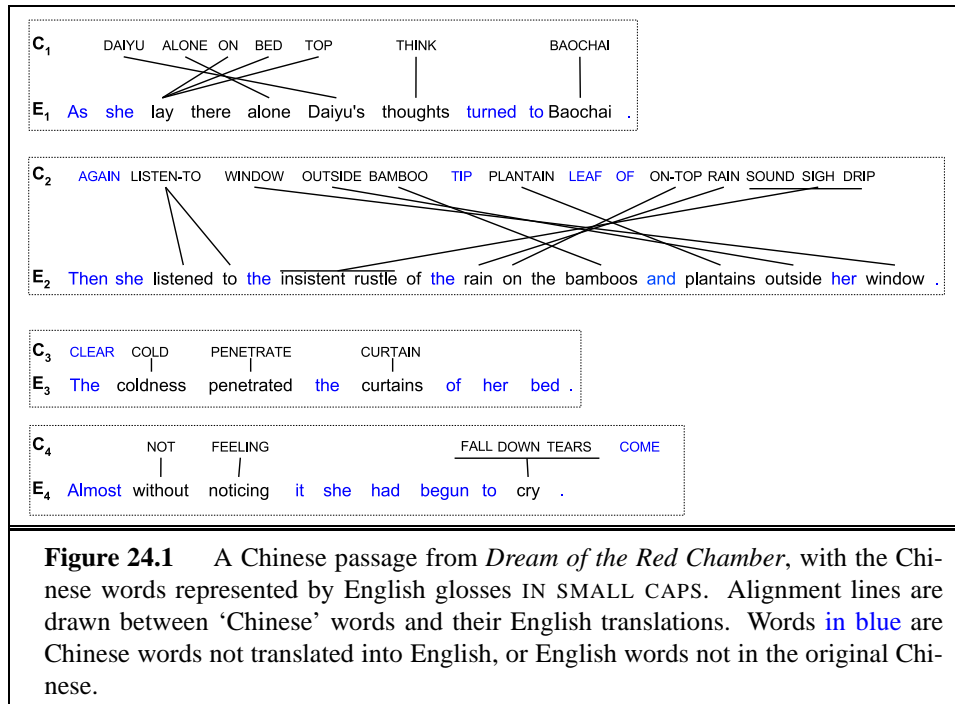 C1 DAIYU ALONE ON BED TOP THINK BAOCHAI
E1 As she lay there alone Daiyu's thoughts turned to Baochai .
C2 AGAIN LISTEN-TO WINDOW OUTSIDE BAMBOO TIP PLANTAIN LEAF OF ON-TOP RAIN SOUND SIGH DRIP
E2 Then she listened to the insistent rustle of the rain on the bamboos and plantains outside her window .
C3 CLEAR COLD PENETRATE CURTAIN
E3 The coldness penetrated the curtains of her bed .
C4 NOT FEELING FALL DOWN TEARS COME
E4 Almost without noticing it she had begun to cry .
Figure 24.1 A Chinese passage from Dream of the Red Chamber, with the Chi-
nese words represented by English glosses IN SMALL CAPS. Alignment lines are
drawn between ‘Chinese’ words and their English translations. Words in blue are
Chinese words not translated into English, or English words not in the original Chi-
nese.